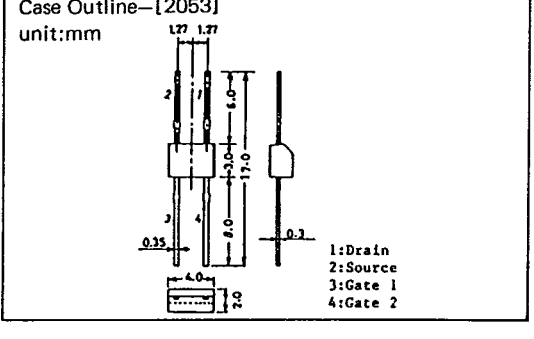 Case Outline—[2053]
unit:mm
1.27 1.27
2 1
6.0
3.0
17.0
8.0
3 4
0.35
0.3
4.0
2.0
1:Drain
2:Source
3:Gate 1
4:Gate 2